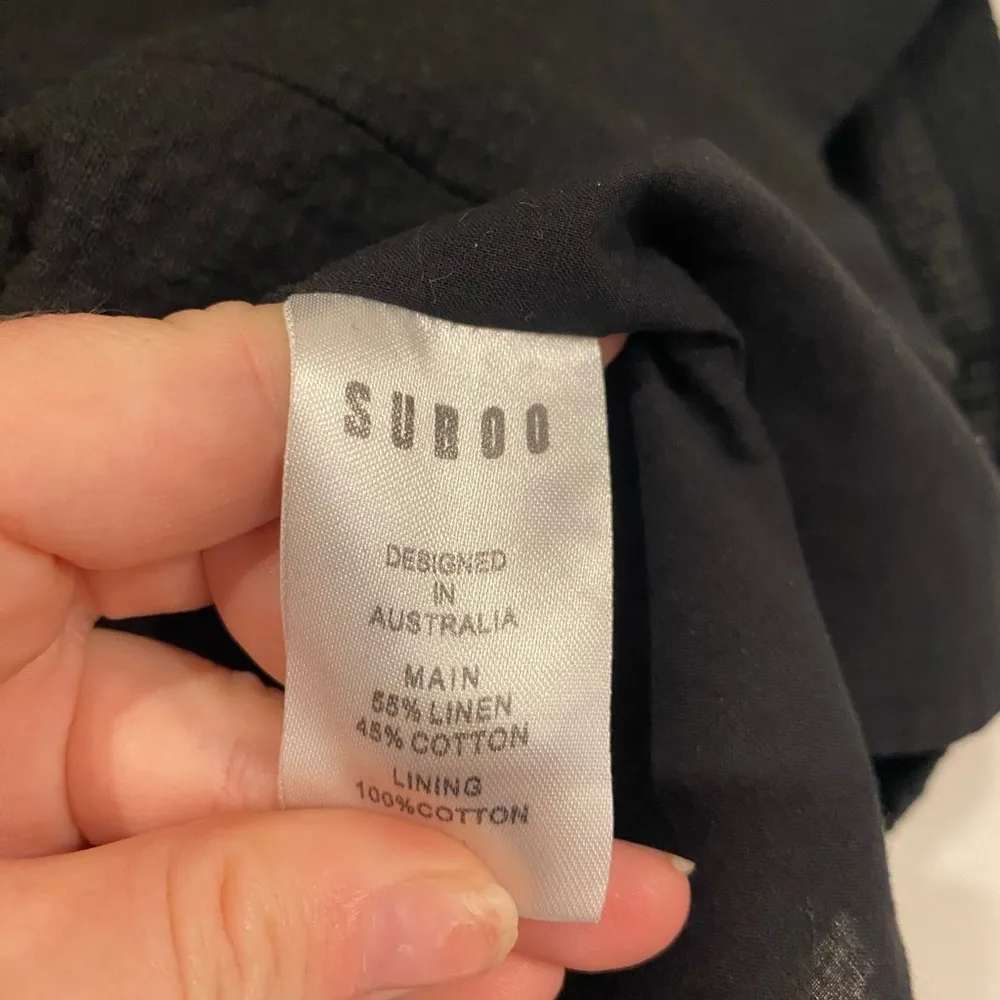 SUBOO
DESIGNED
IN
AUSTRALIA
MAIN
55% LINEN
45% COTTON
LINING
100%COTTON